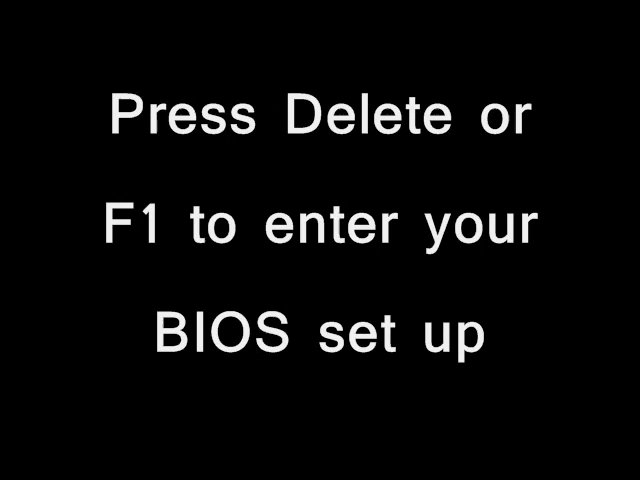 Press Delete or
F1 to enter your
BIOS set up